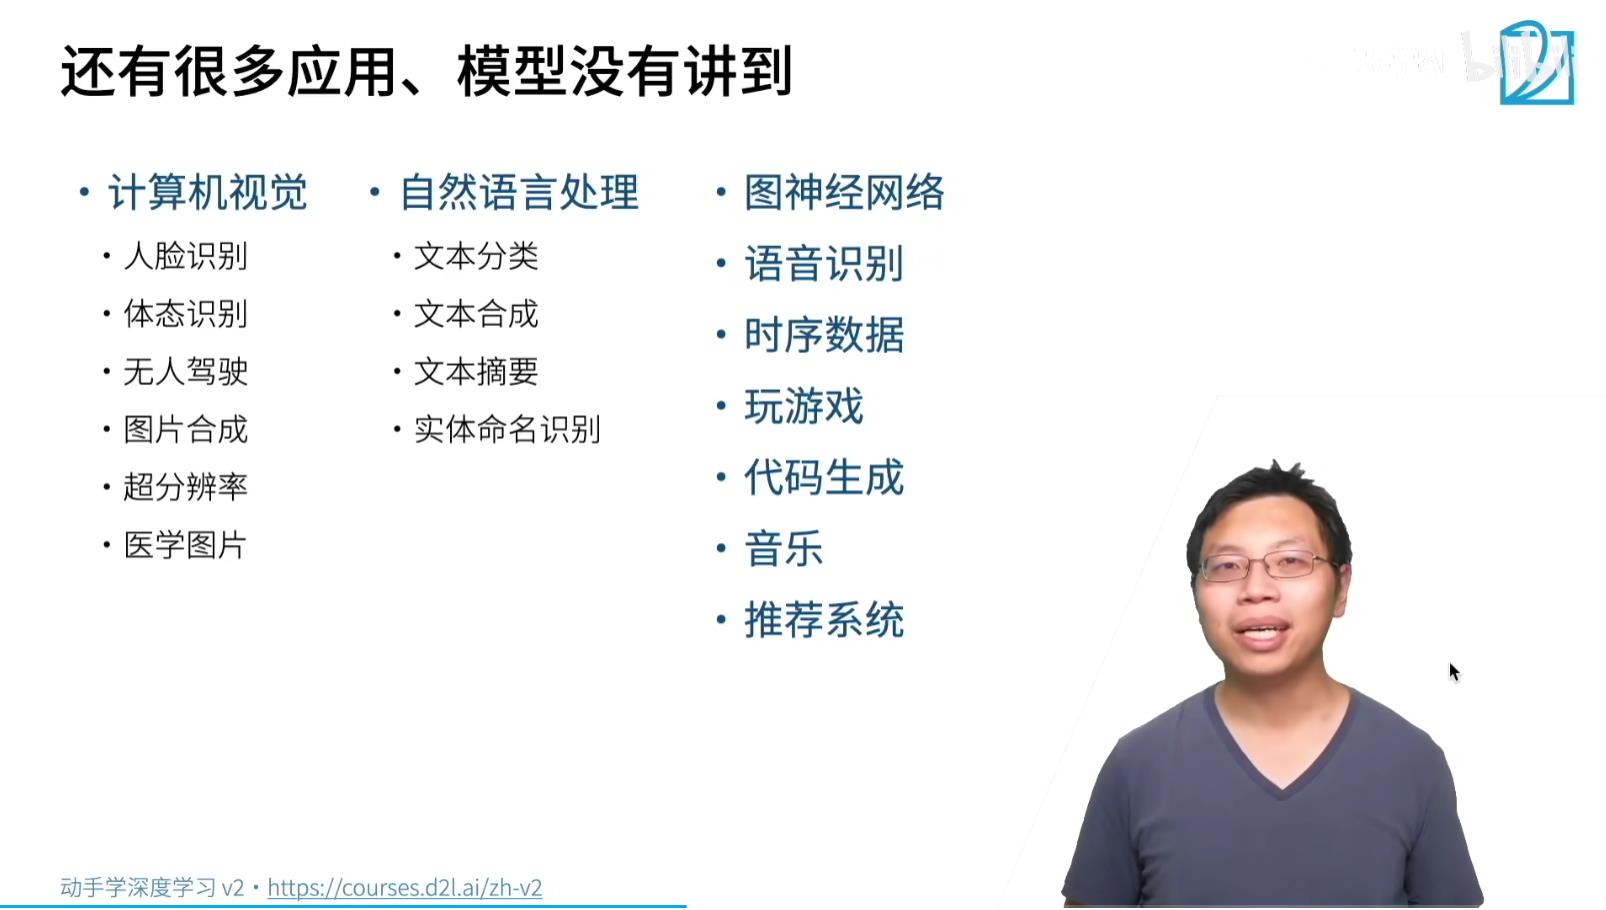 还有很多应用、模型没有讲到
• 计算机视觉
• 人脸识别
• 体态识别
• 无人驾驶
• 图片合成
• 超分辨率
• 医学图片
• 自然语言处理
• 文本分类
• 文本合成
• 文本摘要
• 实体命名识别
• 图神经网络
• 语音识别
• 时序数据
• 玩游戏
• 代码生成
• 音乐
• 推荐系统
bilibili
动手学深度学习 v2 • https://courses.d2l.ai/zh-v2